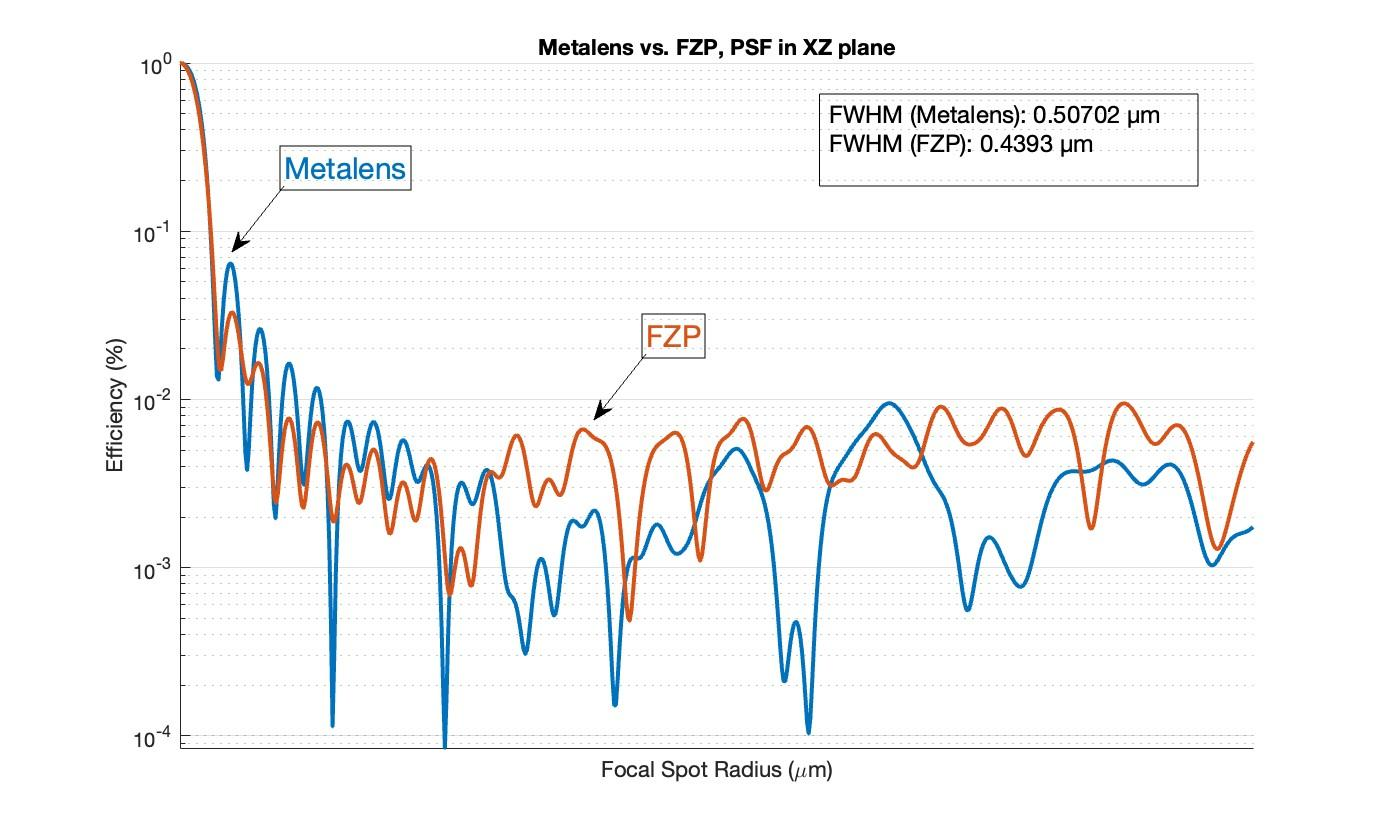 Metalens vs. FZP, PSF in XZ plane
10^0
FWHM (Metalens): 0.50702 μm
FWHM (FZP): 0.4393 μm
Metalens
10^-1
FZP
10^-2
Efficiency (%)
10^-3
10^-4
Focal Spot Radius (μm)